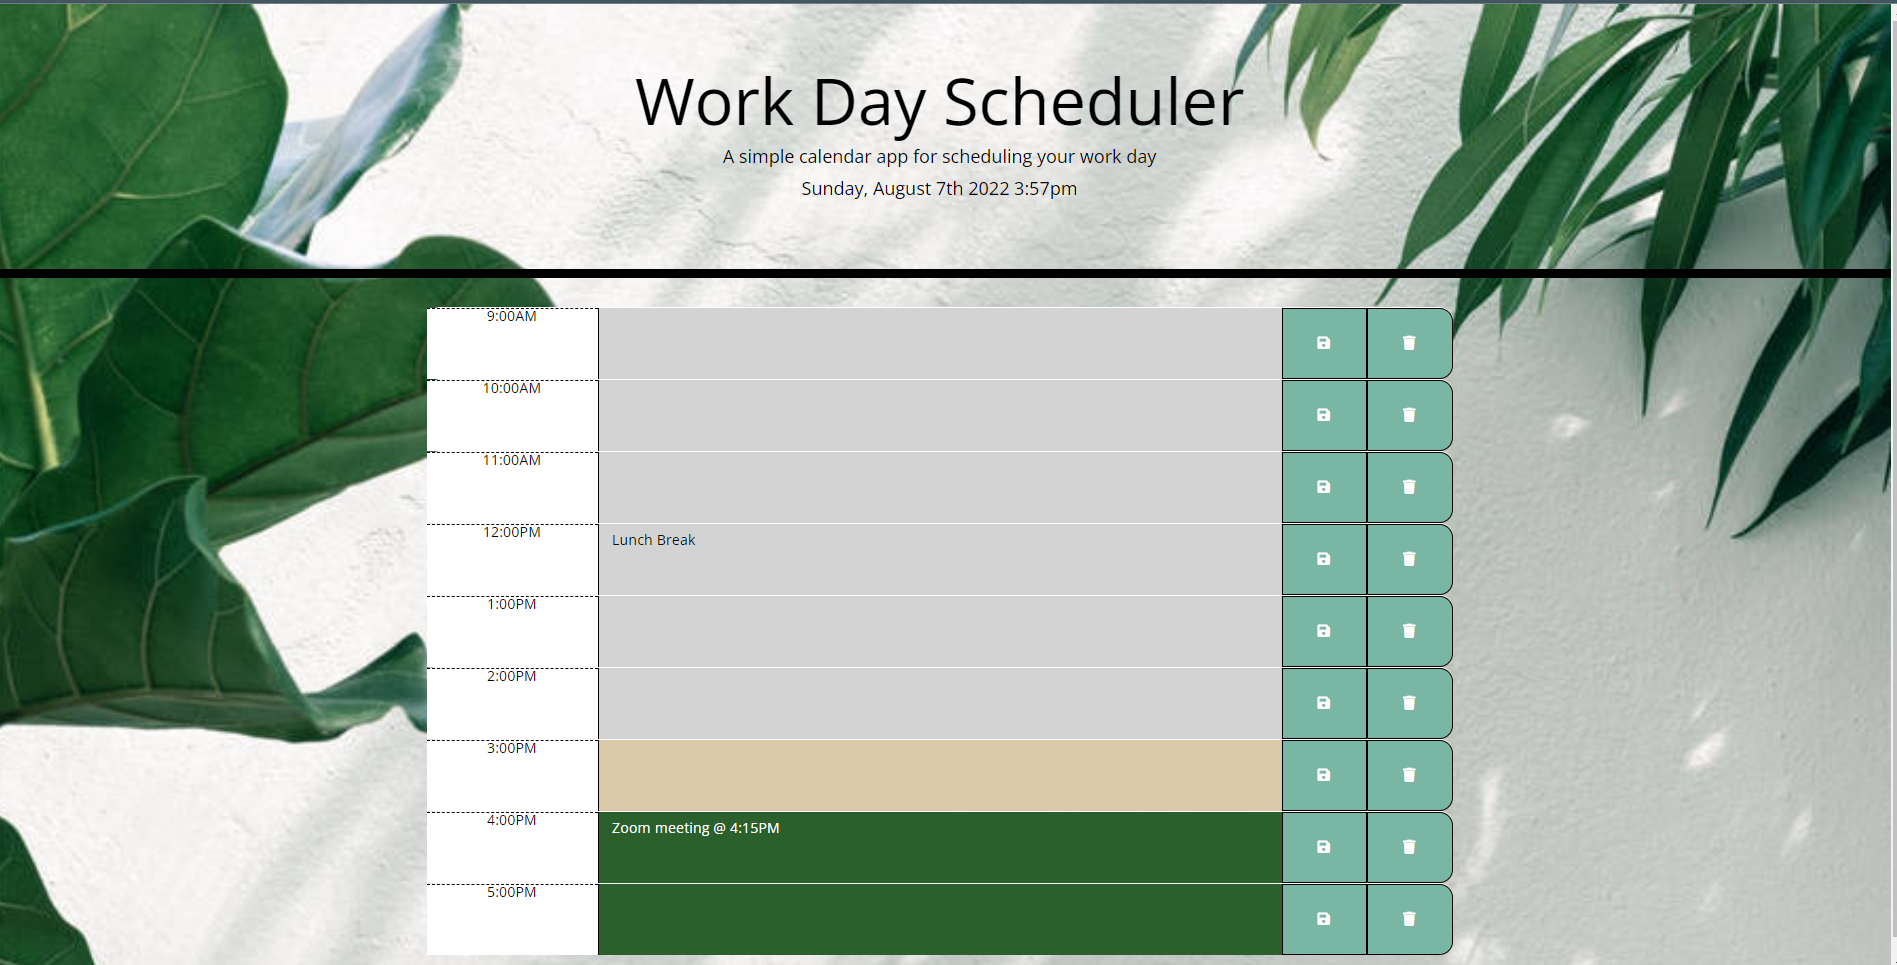 Work Day Scheduler
A simple calendar app for scheduling your work day
Sunday, August 7th 2022 3:57pm
9:00AM
10:00AM
11:00AM
12:00PM Lunch Break
1:00PM
2:00PM
3:00PM
4:00PM Zoom meeting @ 4:15PM
5:00PM